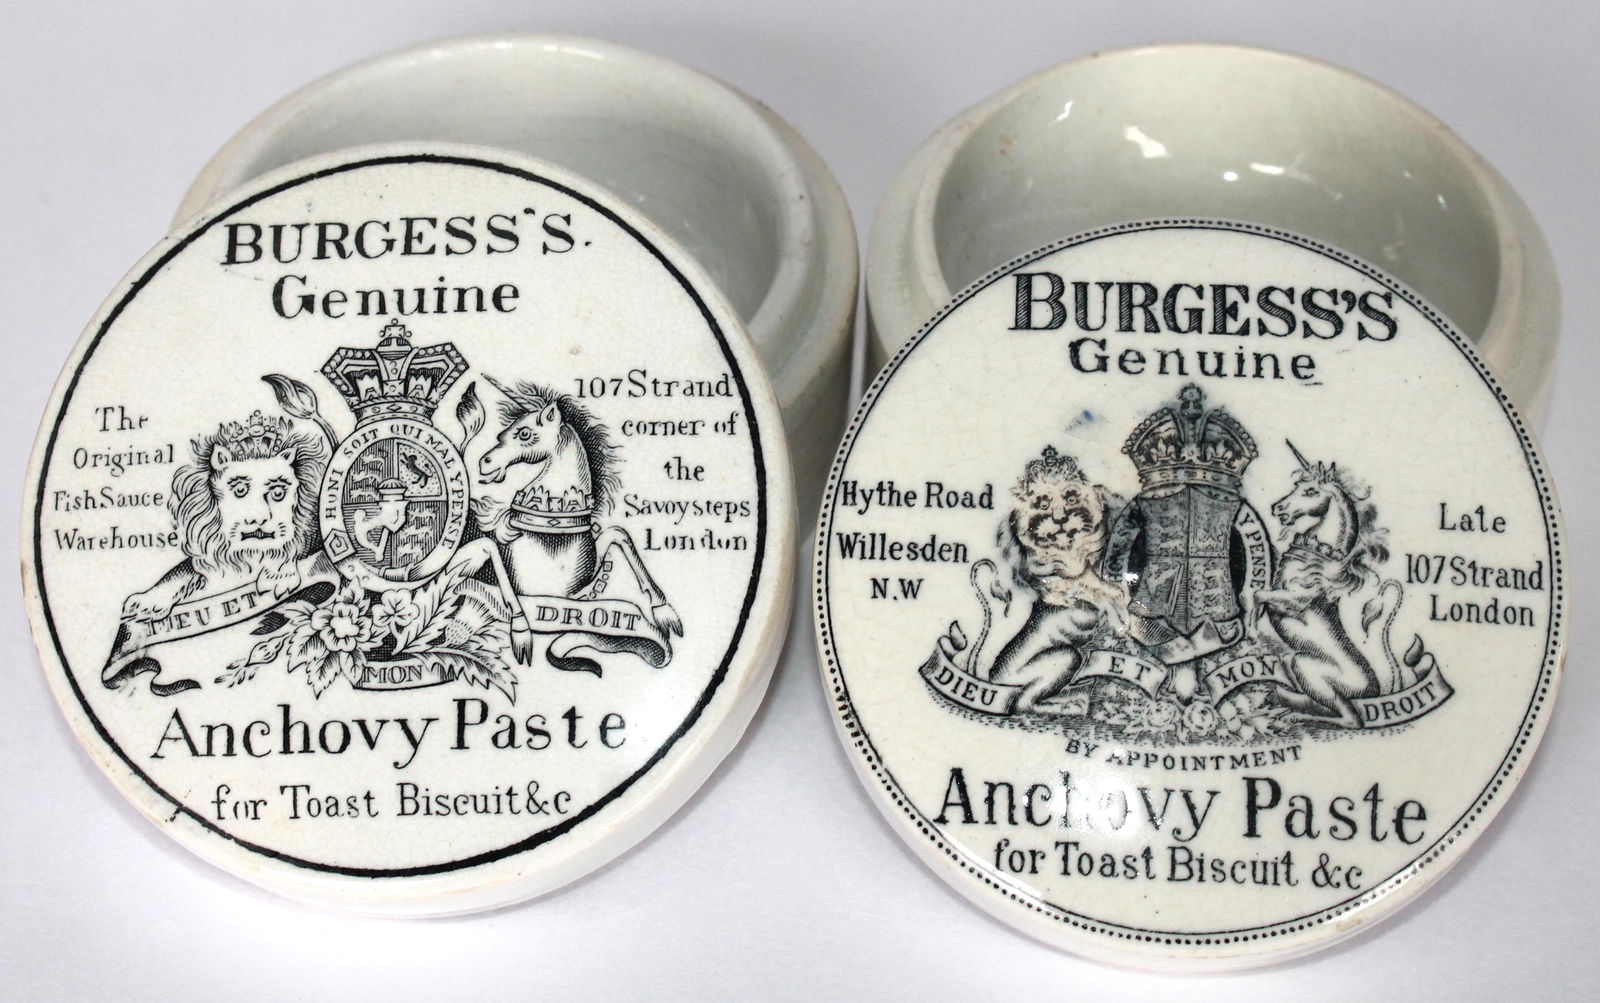 BURGESS'S.
Genuine
The
Original
Fish Sauce
Warehouse
107 Strand
corner of
the
Savoy steps
London
HONI SOIT QUI MAL Y PENSE
DIEU ET
MON
DROIT
Anchovy Paste
for Toast Biscuit &c
BURGESS'S
Genuine
Hythe Road
Willesden
N.W
Late
107 Strand
London
Y PENSE
DIEU
ET
MON
DROIT
BY APPOINTMENT
Anchovy Paste
for Toast Biscuit &c